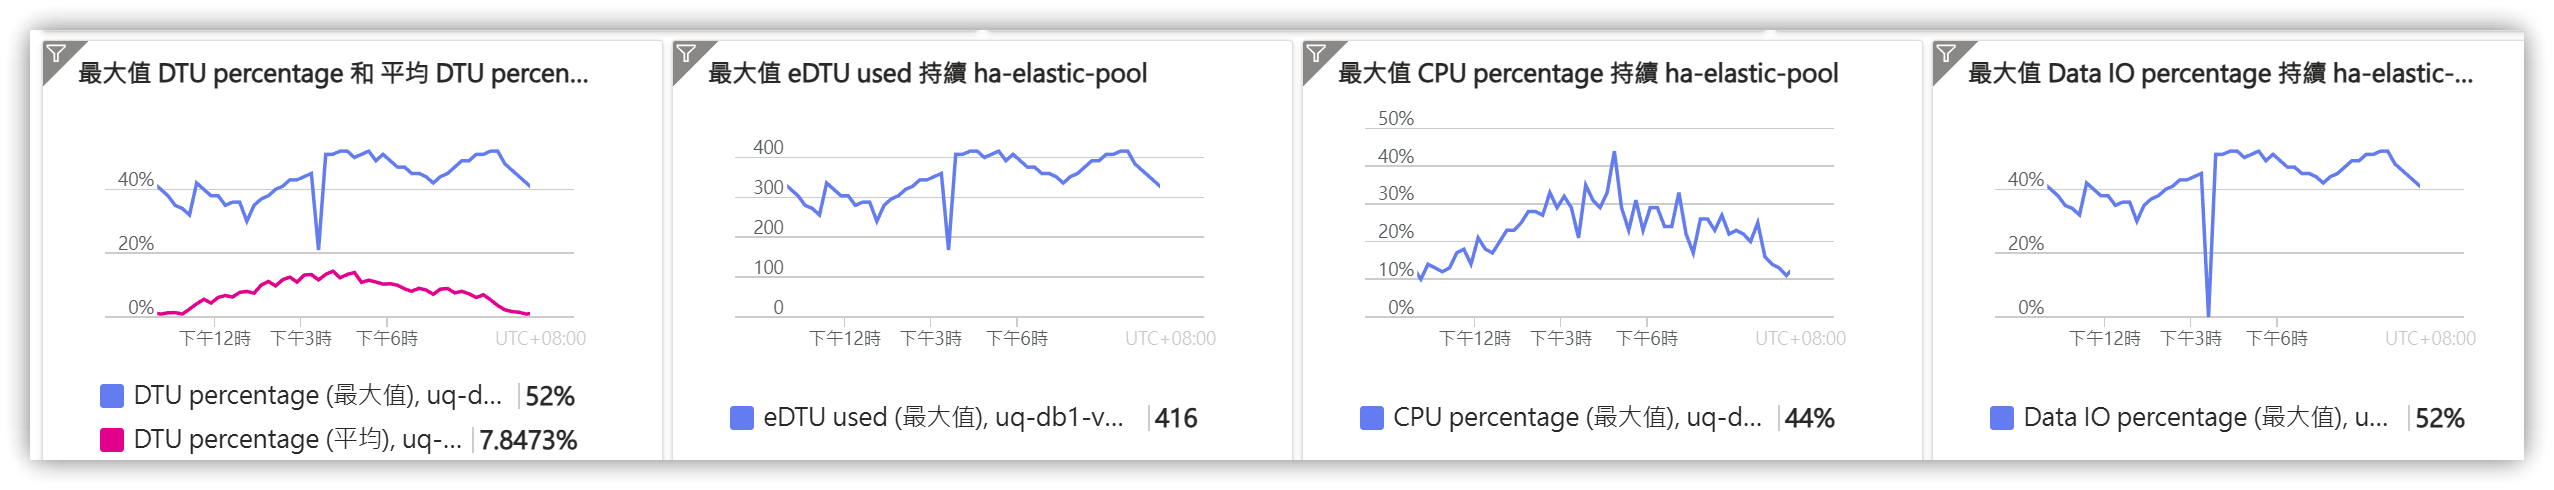 最大值 DTU percentage 和 平均 DTU percen...
40%
20%
0%
下午12時 下午3時 下午6時 UTC+08:00
DTU percentage (最大值), uq-d... 52%
DTU percentage (平均), uq-... 7.8473%
最大值 eDTU used 持續 ha-elastic-pool
400
300
200
100
0
下午12時 下午3時 下午6時 UTC+08:00
eDTU used (最大值), uq-db1-v... 416
最大值 CPU percentage 持續 ha-elastic-pool
50%
40%
30%
20%
10%
0%
下午12時 下午3時 下午6時 UTC+08:00
CPU percentage (最大值), uq-d... 44%
最大值 Data IO percentage 持續 ha-elastic-...
40%
20%
0%
下午12時 下午3時 下午6時 UTC+08:00
Data IO percentage (最大值), u... 52%